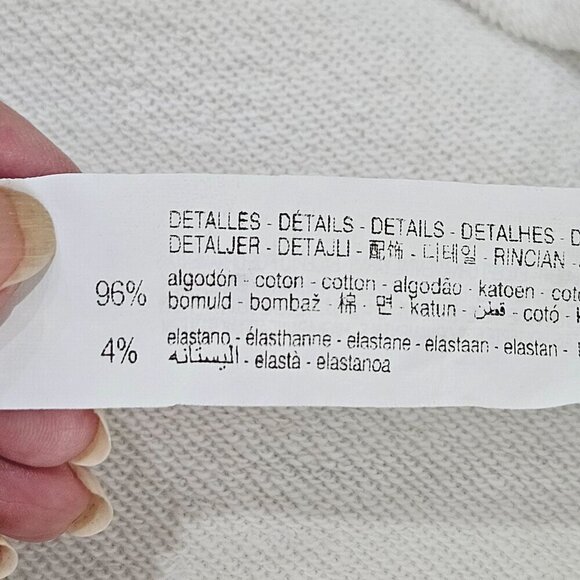 DETALLES - DÉTAILS - DETAILS - DETALHES -
DETALJER - DETAJLI - 配饰 - 디테일 - RINCIAN -
96% algodón - coton - cotton - algodão - katoen -
bomuld - bombaž - 棉 - 면 - katun - قطن - cotó -
4% elastano - élasthanne - elastane - elastaan - elastan -
اليستانه - elastà - elastanoa